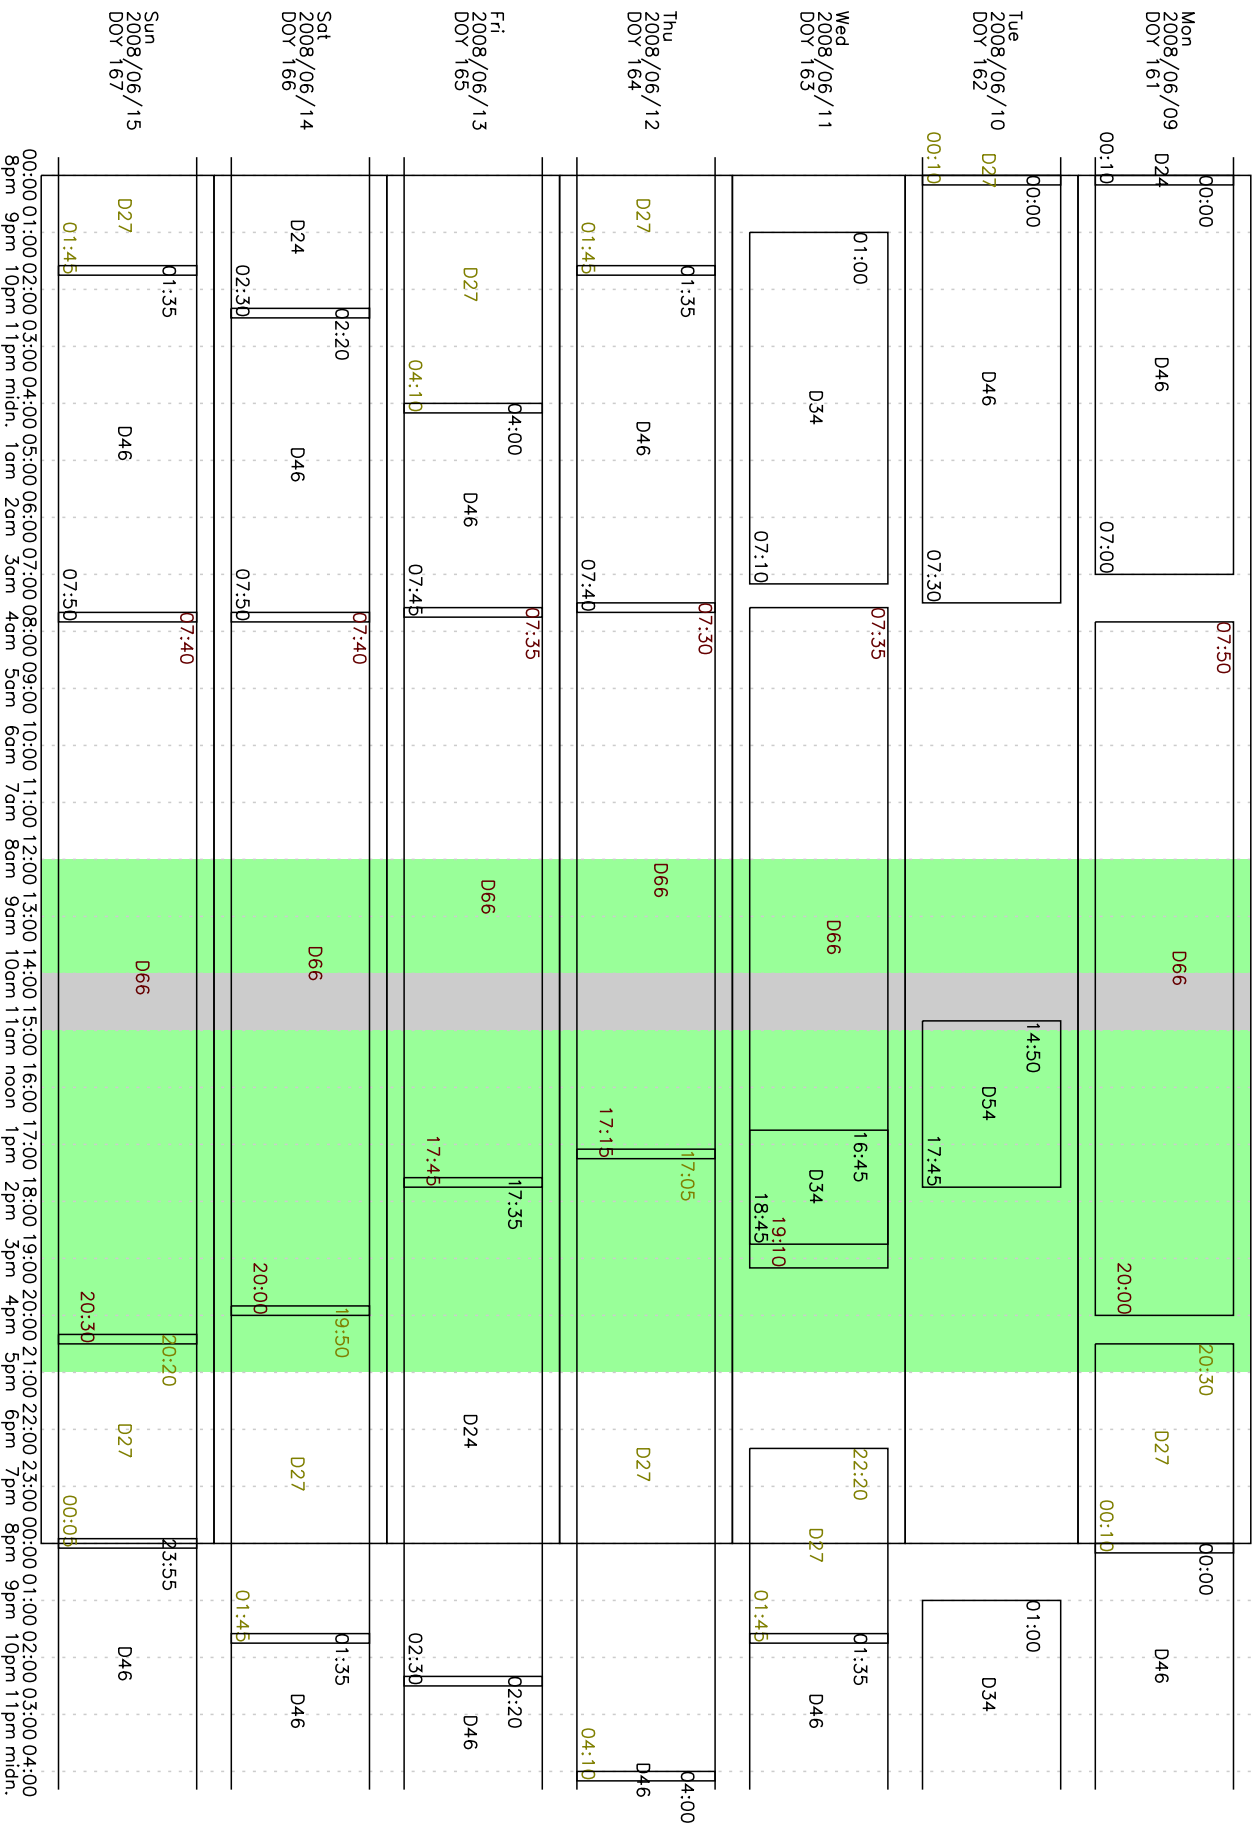 Mon
2008/06/09
DOY 161
00:00
D24
00:10
D46
07:00
07:50
D66
20:00
20:30
D27
00:10
00:00
D46
Tue
2008/06/10
DOY 162
00:00
D27
00:10
D46
07:30
14:50
D54
17:45
01:00
D34
Wed
2008/06/11
DOY 163
01:00
D34
07:10
07:35
D66
16:45
D34
18:45
19:10
22:20
D27
01:45
01:35
D46
Thu
2008/06/12
DOY 164
D27
01:45
01:35
D46
07:40
07:30
D66
17:15
17:05
D27
04:10
04:00
D46
Fri
2008/06/13
DOY 165
D27
04:10
04:00
D46
07:45
07:35
D66
17:45
17:35
D24
02:30
02:20
D46
Sat
2008/06/14
DOY 166
D24
02:30
02:20
D46
07:50
07:40
D66
20:00
19:50
D27
01:45
01:35
D46
Sun
2008/06/15
DOY 167
D27
01:45
01:35
D46
07:50
07:40
D66
20:30
20:20
D27
00:05
23:55
D46
00:00 01:00 02:00 03:00 04:00 05:00 06:00 07:00 08:00 09:00 10:00 11:00 12:00 13:00 14:00 15:00 16:00 17:00 18:00 19:00 20:00 21:00 22:00 23:00 00:00 01:00 02:00 03:00 04:00
8pm 9pm 10pm 11pm midn. 1am 2am 3am 4am 5am 6am 7am 8am 9am 10am 11am noon 1pm 2pm 3pm 4pm 5pm 6pm 7pm 8pm 9pm 10pm 11pm midn.